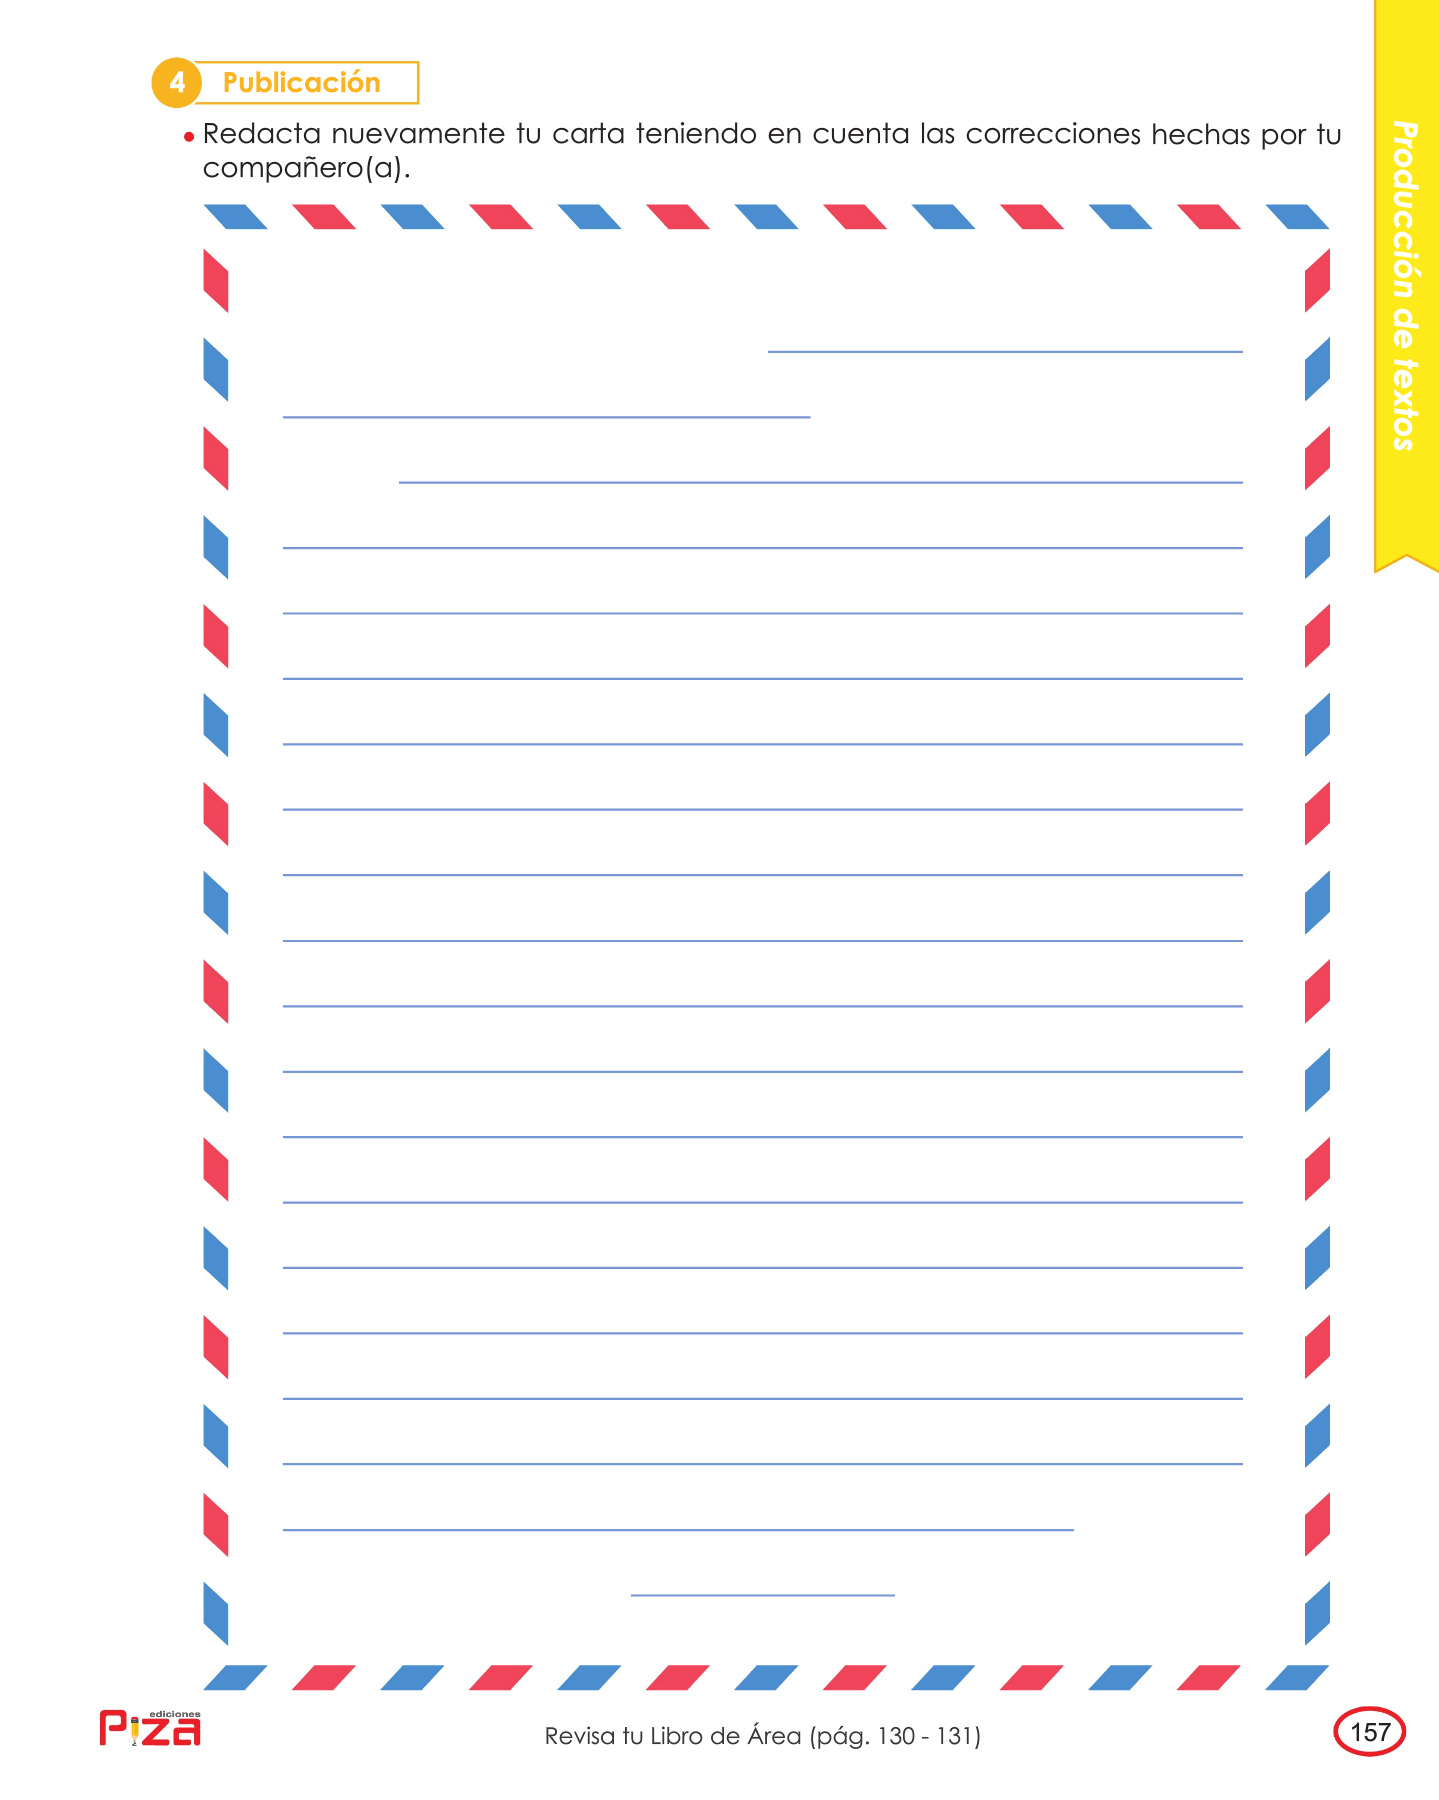 4 Publicación
• Redacta nuevamente tu carta teniendo en cuenta las correcciones hechas por tu
compañero(a).
Producción de textos
ediciones
Piza
Revisa tu Libro de Área (pág. 130 - 131)
157